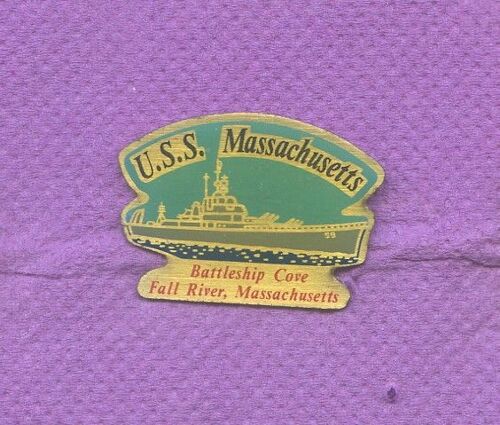 U.S.S. Massachusetts
59
Battleship Cove
Fall River, Massachusetts